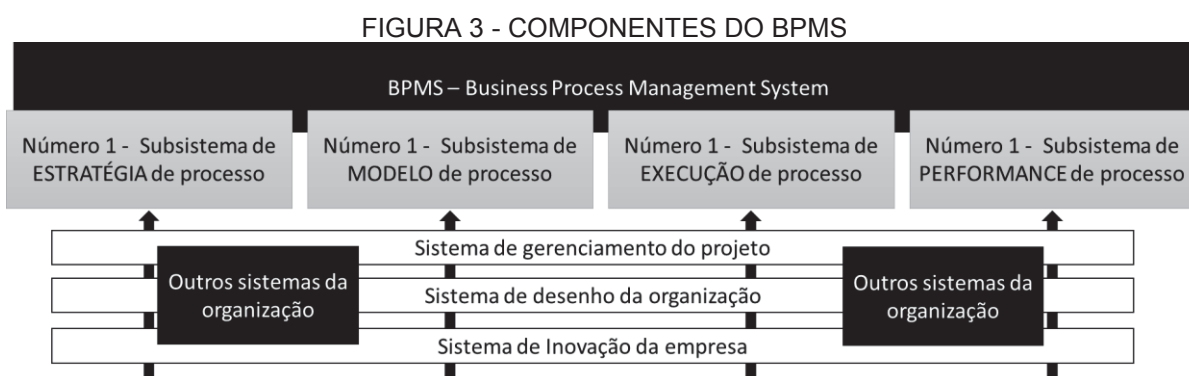 FIGURA 3 - COMPONENTES DO BPMS
BPMS – Business Process Management System
Número 1 - Subsistema de
ESTRATÉGIA de processo
Número 1 - Subsistema de
MODELO de processo
Número 1 - Subsistema de
EXECUÇÃO de processo
Número 1 - Subsistema de
PERFORMANCE de processo
Sistema de gerenciamento do projeto
Outros sistemas da
organização
Sistema de desenho da organização
Outros sistemas da
organização
Sistema de Inovação da empresa